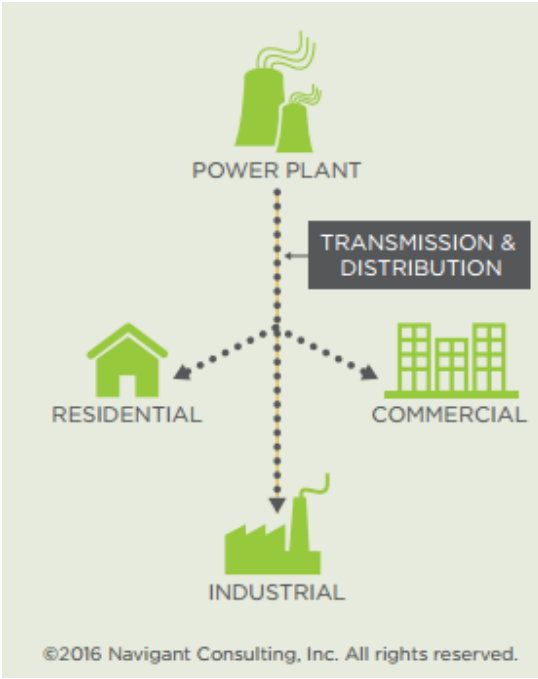 POWER PLANT
TRANSMISSION &
DISTRIBUTION
RESIDENTIAL
COMMERCIAL
INDUSTRIAL
©2016 Navigant Consulting, Inc. All rights reserved.